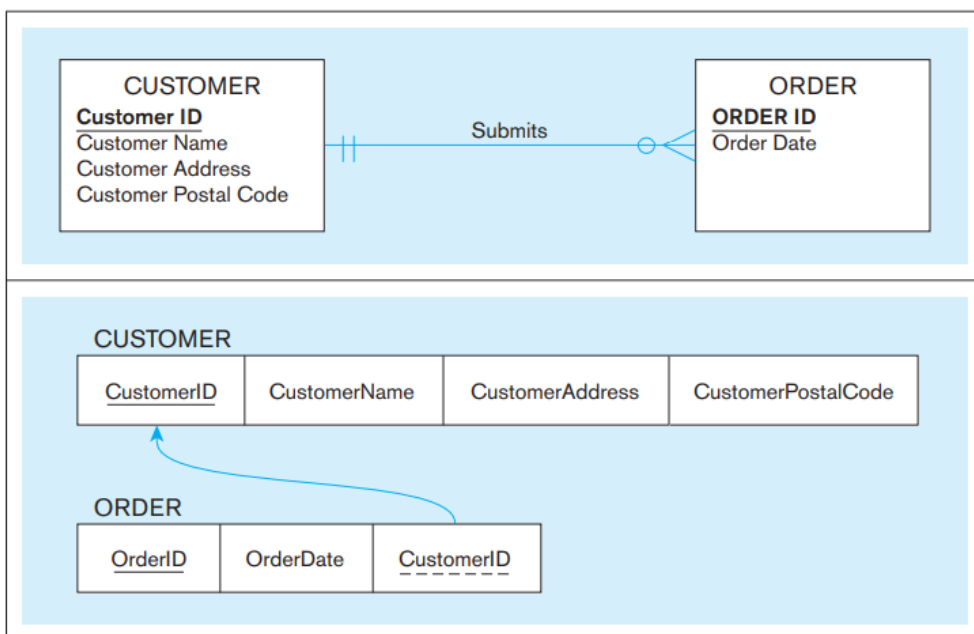 CUSTOMER
Customer ID
Customer Name
Customer Address
Customer Postal Code
Submits
ORDER
ORDER ID
Order Date
CUSTOMER
CustomerID CustomerName CustomerAddress CustomerPostalCode
ORDER
OrderID OrderDate CustomerID